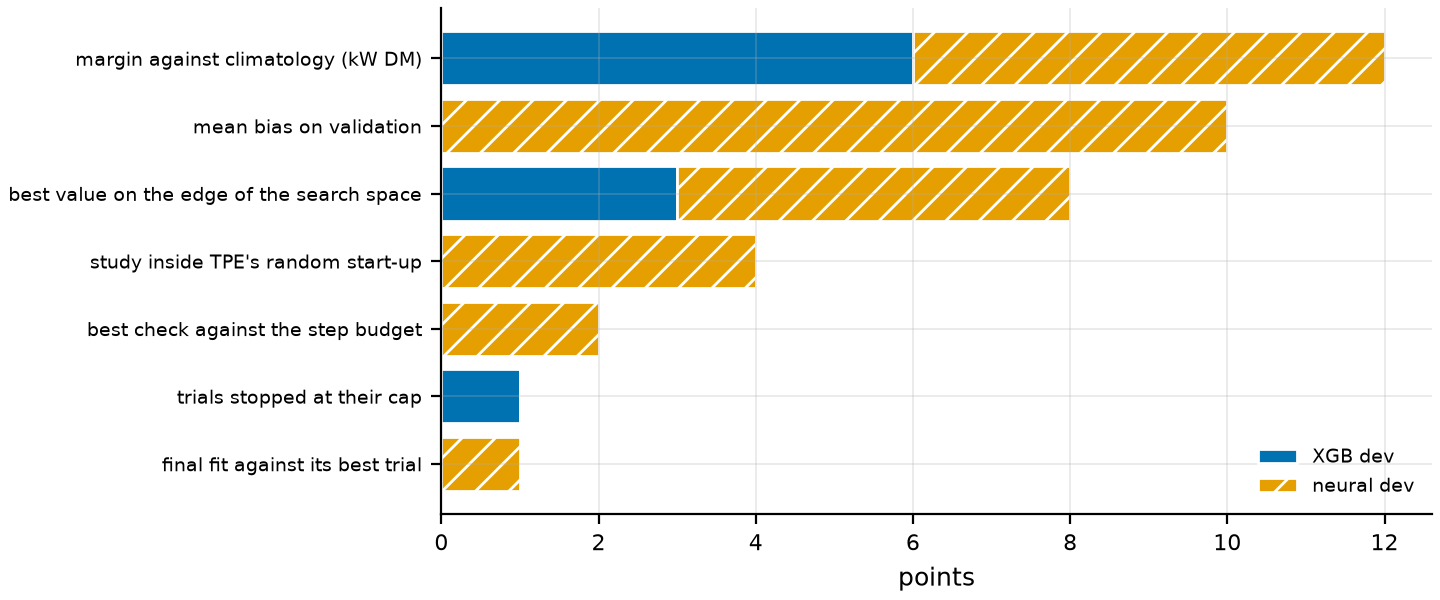 margin against climatology (kW DM)
mean bias on validation
best value on the edge of the search space
study inside TPE's random start-up
best check against the step budget
trials stopped at their cap
final fit against its best trial
XGB dev
neural dev
0 2 4 6 8 10 12
points